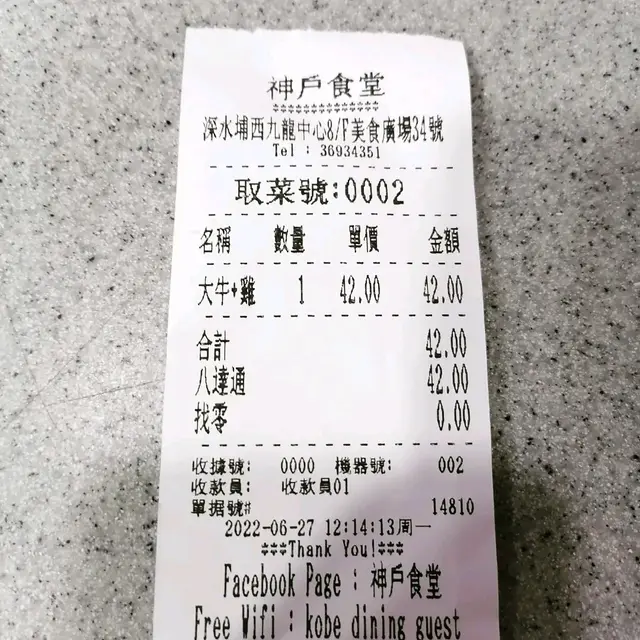 神戶食堂
***************
深水埔西九龍中心8/F美食廣場34號
Tel : 36934351
取菜號:0002
名稱 數量 單價 金額
大牛+雞 1 42.00 42.00
合計 42.00
八達通 42.00
找零 0.00
收據號: 0000 機器號: 002
收款員: 收款員01
單据號# 14810
2022-06-27 12:14:13周一
***Thank You!***
Facebook Page : 神戶食堂
Free Wifi : kobe dining guest